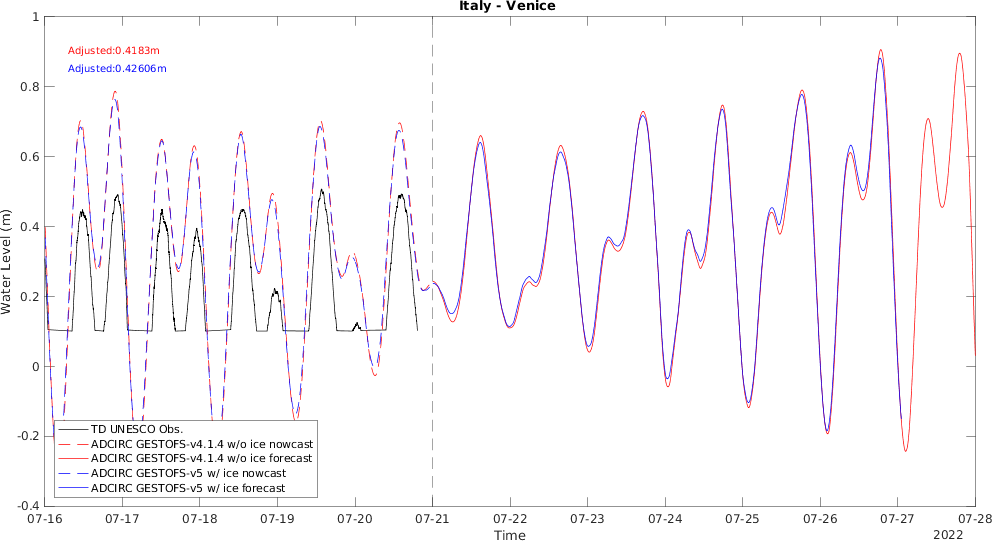 Italy - Venice
Adjusted:0.4183m
Adjusted:0.42606m
Water Level (m)
1
0.8
0.6
0.4
0.2
0
-0.2
-0.4
TD UNESCO Obs.
ADCIRC GESTOFS-v4.1.4 w/o ice nowcast
ADCIRC GESTOFS-v4.1.4 w/o ice forecast
ADCIRC GESTOFS-v5 w/ ice nowcast
ADCIRC GESTOFS-v5 w/ ice forecast
07-16 07-17 07-18 07-19 07-20 07-21 07-22 07-23 07-24 07-25 07-26 07-27 07-28
Time
2022